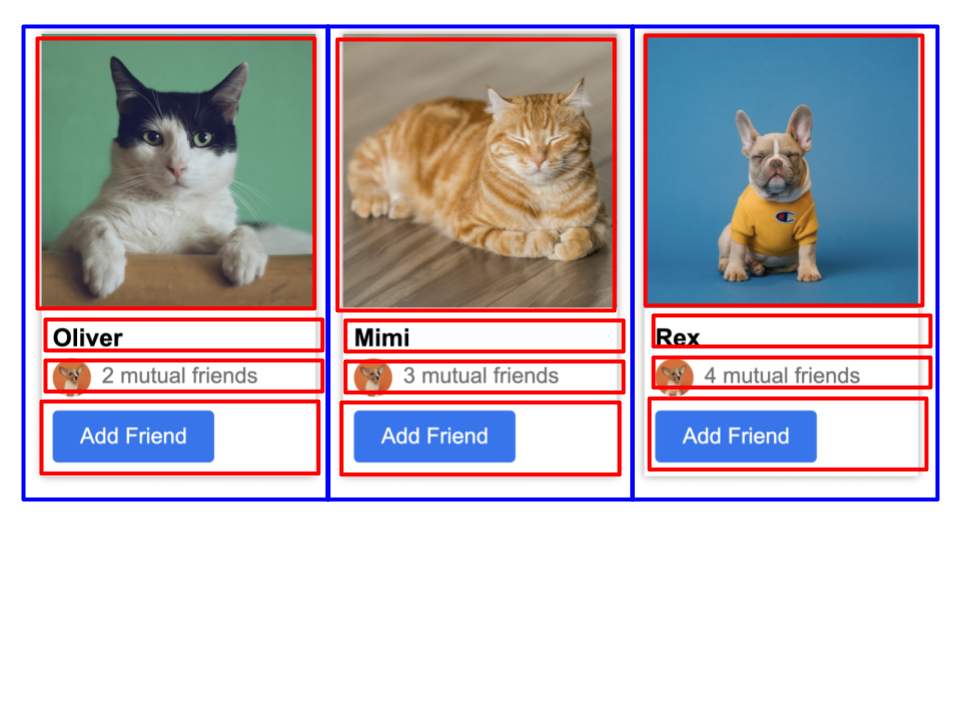 Oliver
2 mutual friends
Add Friend
Mimi
3 mutual friends
Add Friend
Rex
4 mutual friends
Add Friend